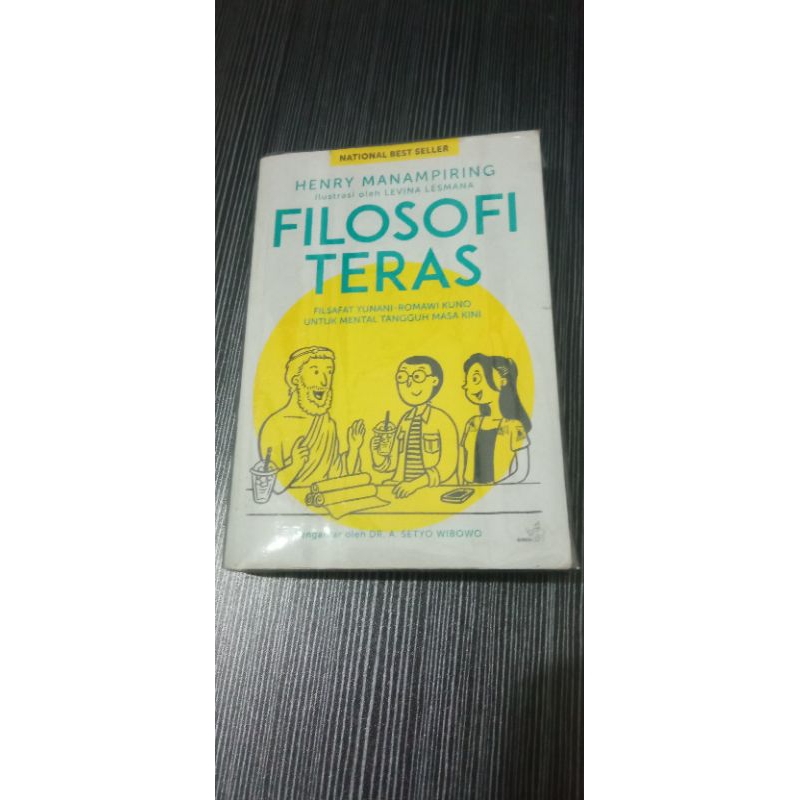 NATIONAL BEST SELLER
HENRY MANAMPIRING
Ilustrasi oleh LEVINA LESMANA
FILOSOFI
TERAS
FILSAFAT YUNANI-ROMAWI KUNO
UNTUK MENTAL TANGGUH MASA KINI
oleh DR. A. SETYO WIBOWO